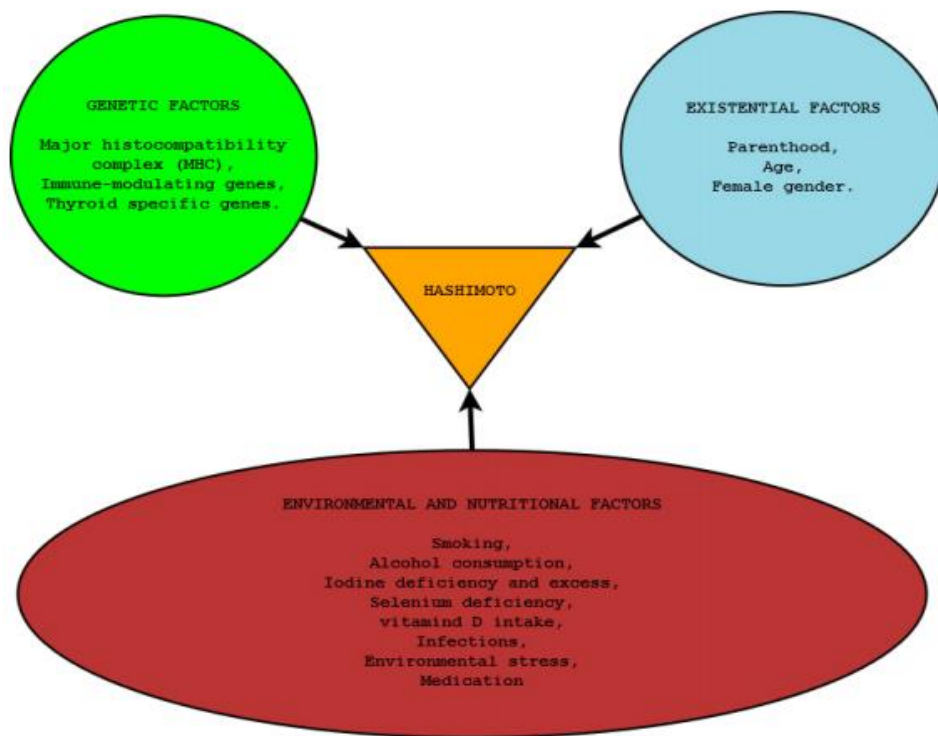 GENETIC FACTORS
Major histocompatibility
complex (MHC),
Immune-modulating genes,
Thyroid specific genes.
EXISTENTIAL FACTORS
Parenthood,
Age,
Female gender.
HASHIMOTO
ENVIRONMENTAL AND NUTRITIONAL FACTORS
Smoking,
Alcohol consumption,
Iodine deficiency and excess,
Selenium deficiency,
vitamind D intake,
Infections,
Environmental stress,
Medication